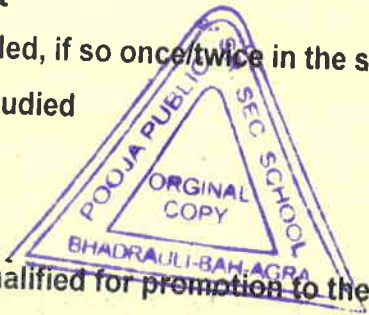 led, if so once/twice in the s
udied
POOJA PUBLIC SR. SEC SCHOOL
ORGINAL
COPY
BHADRAULI-BAH-AGRA
alified for promotion to the